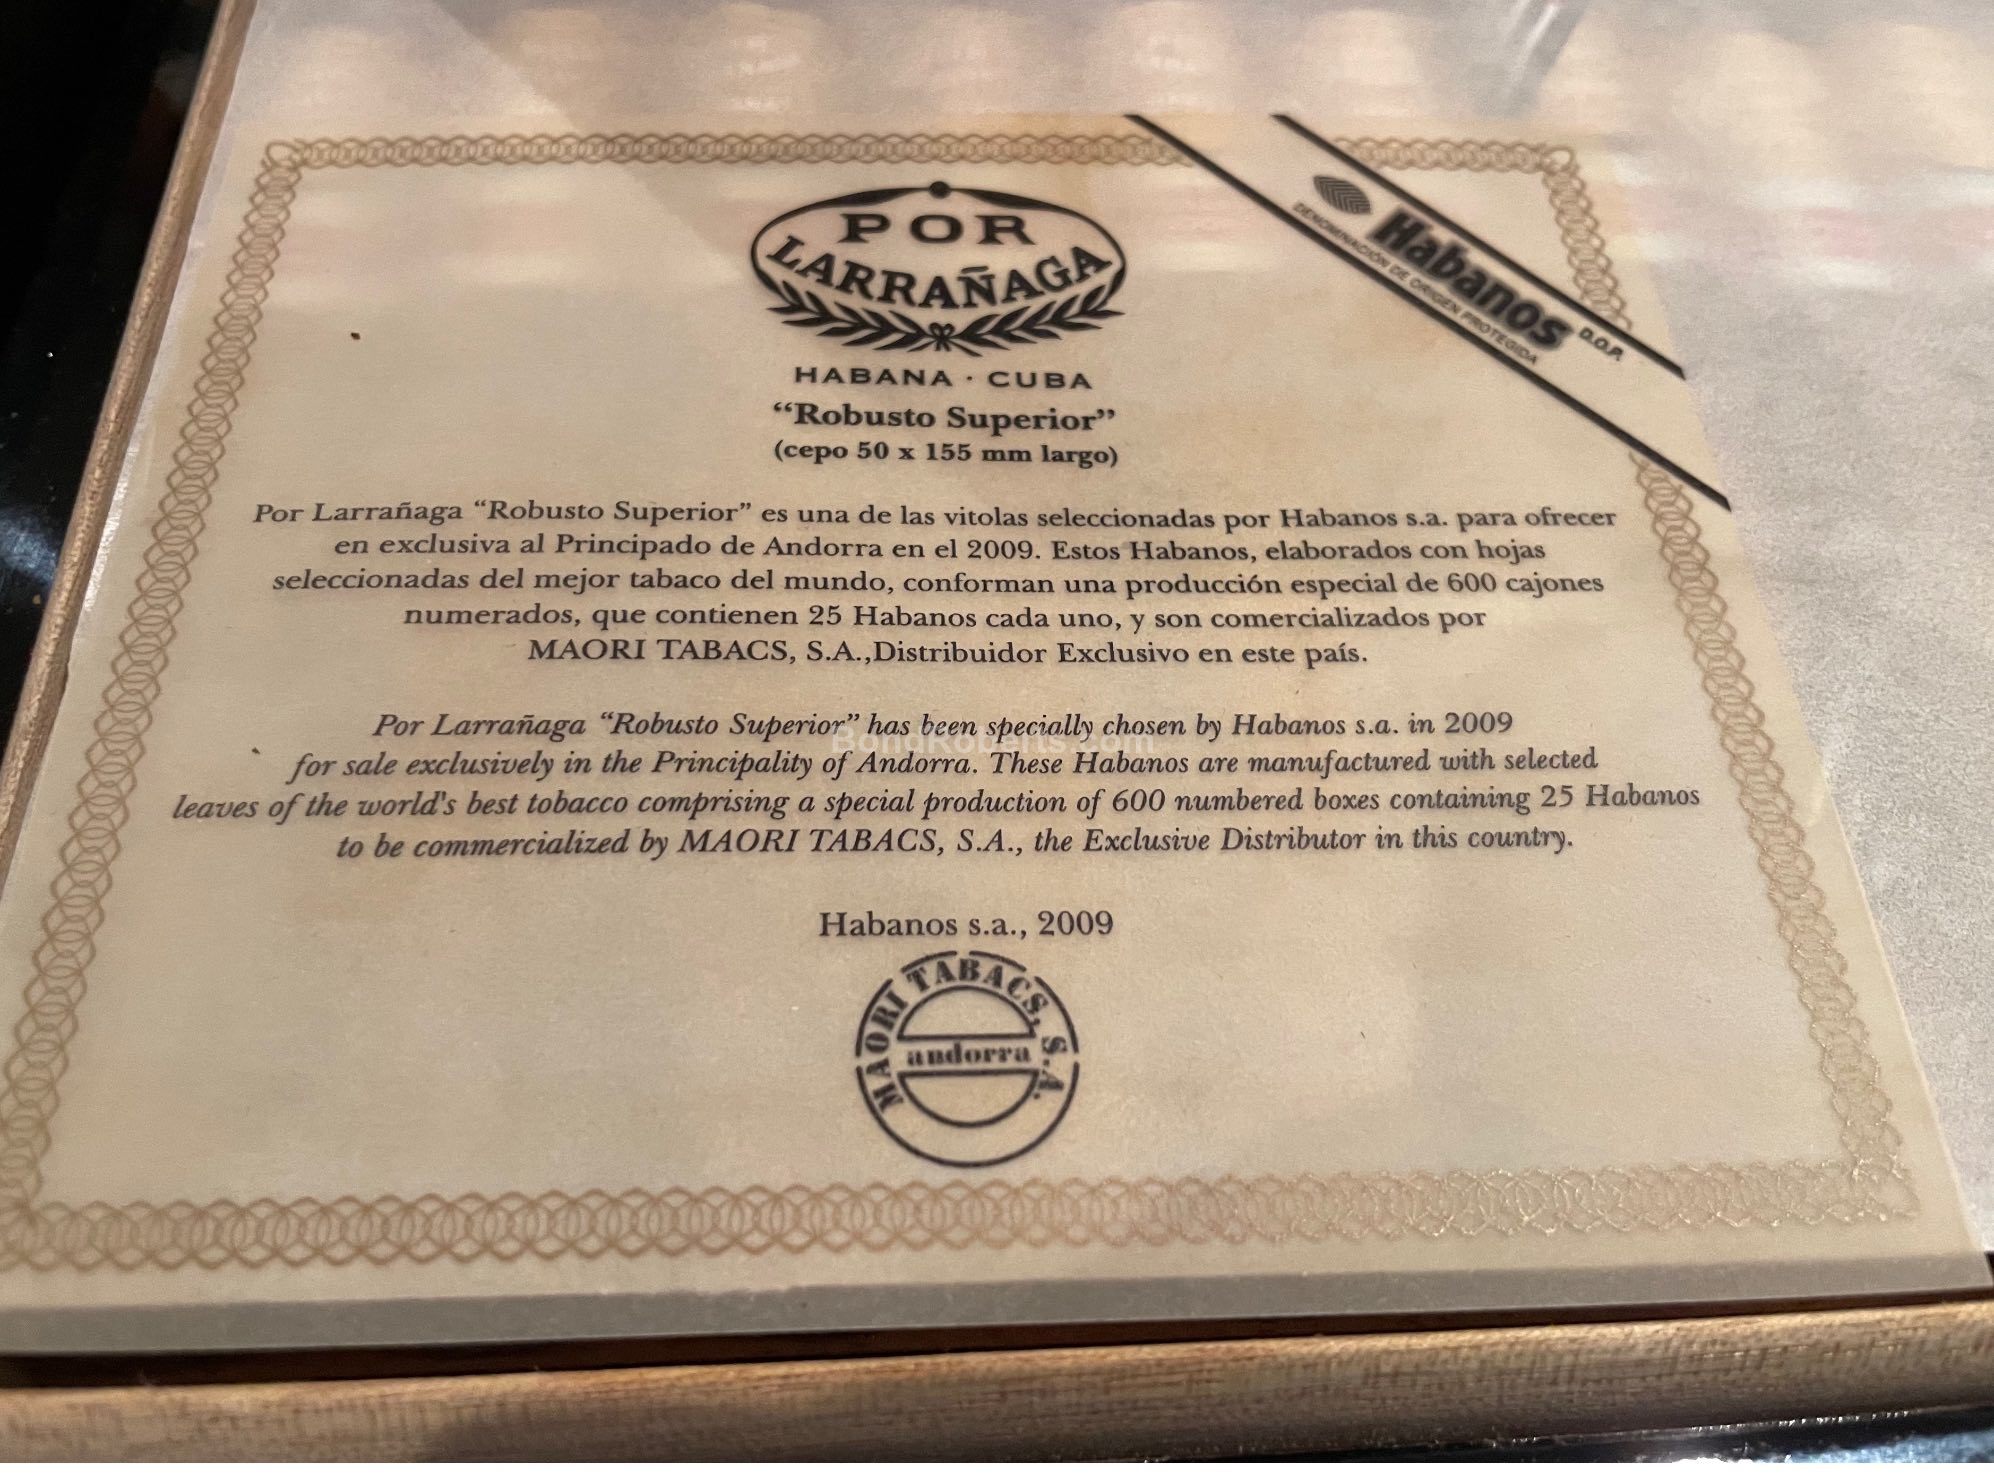 POR
LARRAÑAGA
HABANA · CUBA
"Robusto Superior"
(cepo 50 x 155 mm largo)
Habanos D.O.P.
DENOMINACIÓN DE ORIGEN PROTEGIDA
Por Larrañaga "Robusto Superior" es una de las vitolas seleccionadas por Habanos s.a. para ofrecer
en exclusiva al Principado de Andorra en el 2009. Estos Habanos, elaborados con hojas
seleccionadas del mejor tabaco del mundo, conforman una producción especial de 600 cajones
numerados, que contienen 25 Habanos cada uno, y son comercializados por
MAORI TABACS, S.A.,Distribuidor Exclusivo en este país.
Por Larrañaga "Robusto Superior" has been specially chosen by Habanos s.a. in 2009
BondRoberts.com
for sale exclusively in the Principality of Andorra. These Habanos are manufactured with selected
leaves of the world's best tobacco comprising a special production of 600 numbered boxes containing 25 Habanos
to be commercialized by MAORI TABACS, S.A., the Exclusive Distributor in this country.
Habanos s.a., 2009
MAORI TABACS, S.A.
andorra